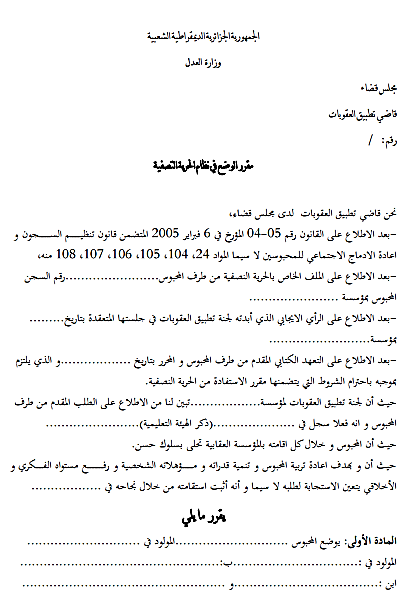 الجمهورية الجزائرية الديمقراطية الشعبية
وزارة العدل
مجلس قضاء
قاضي تطبيق العقوبات
رقم: /
مقرر الوضع في نظام الحرية النصفية
نحن قاضي تطبيق العقوبات لدى مجلس قضاء،
-بعد الاطلاع على القانون رقم 05-04 المؤرخ في 6 فبراير 2005 المتضمن قانون تنظيم السجون و
اعادة الادماج الاجتماعي للمحبوسين لا سيما المواد 24، 104، 105، 106، 107، 108 منه،
-بعد الاطلاع على الملف الخاص بالحرية النصفية من طرف المحبوس.......................رقم السجن
المحبوس بمؤسسة ......................
-بعد الاطلاع على الرأي الايجابي الذي أبدته لجنة تطبيق العقوبات في جلستها المنعقدة بتاريخ.........
بمؤسسة.........................
-بعد الاطلاع على التعهد الكتابي المقدم من طرف المحبوس و المحرر بتاريخ .................و الذي يلتزم
بموجبه باحترام الشروط التي يتضمنها مقرر الاستفادة من الحرية النصفية.
حيث أن لجنة تطبيق العقوبات لمؤسسة.................تبين لنا من الاطلاع على الطلب المقدم من طرف
المحبوس و انه فعلا سجل في ....................(ذكر الهيئة التعليمية).......................
حيث أن المحبوس و خلال كل اقامته بالمؤسسة العقابية تحلى بسلوك حسن.
حيث أن و بهدف اعادة تربية المحبوس و تنمية قدراته و مؤهلاته الشخصية و رفع مستواه الفكري و
الأخلاقي يتعين الاستجابة لطلبه لا سيما و أنه أثبت استقامته من خلال نجاحه في .................
يقرر ما يلي
المادة الأولى: يوضع المحبوس ............................المولود في ............................
المولود في :...............................ب:.................................................
ابن :....................................و ..................................................